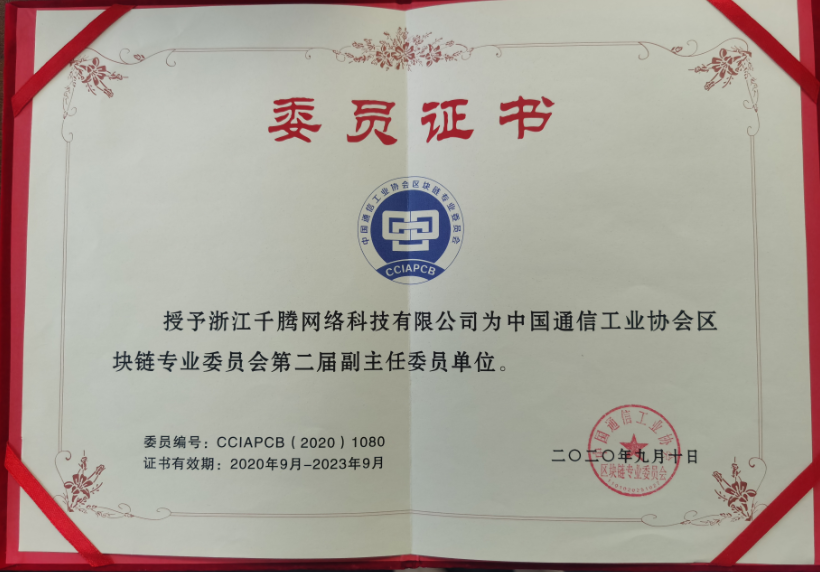 委员证书
中国通信工业协会区块链专业委员会
CCIAPCB
授予浙江千腾网络科技有限公司为中国通信工业协会区
块链专业委员会第二届副主任委员单位。
委员编号：CCIAPCB（2020）1080
证书有效期：2020年9月-2023年9月
二〇二〇年九月十日
中国通信工业协会
区块链专业委员会